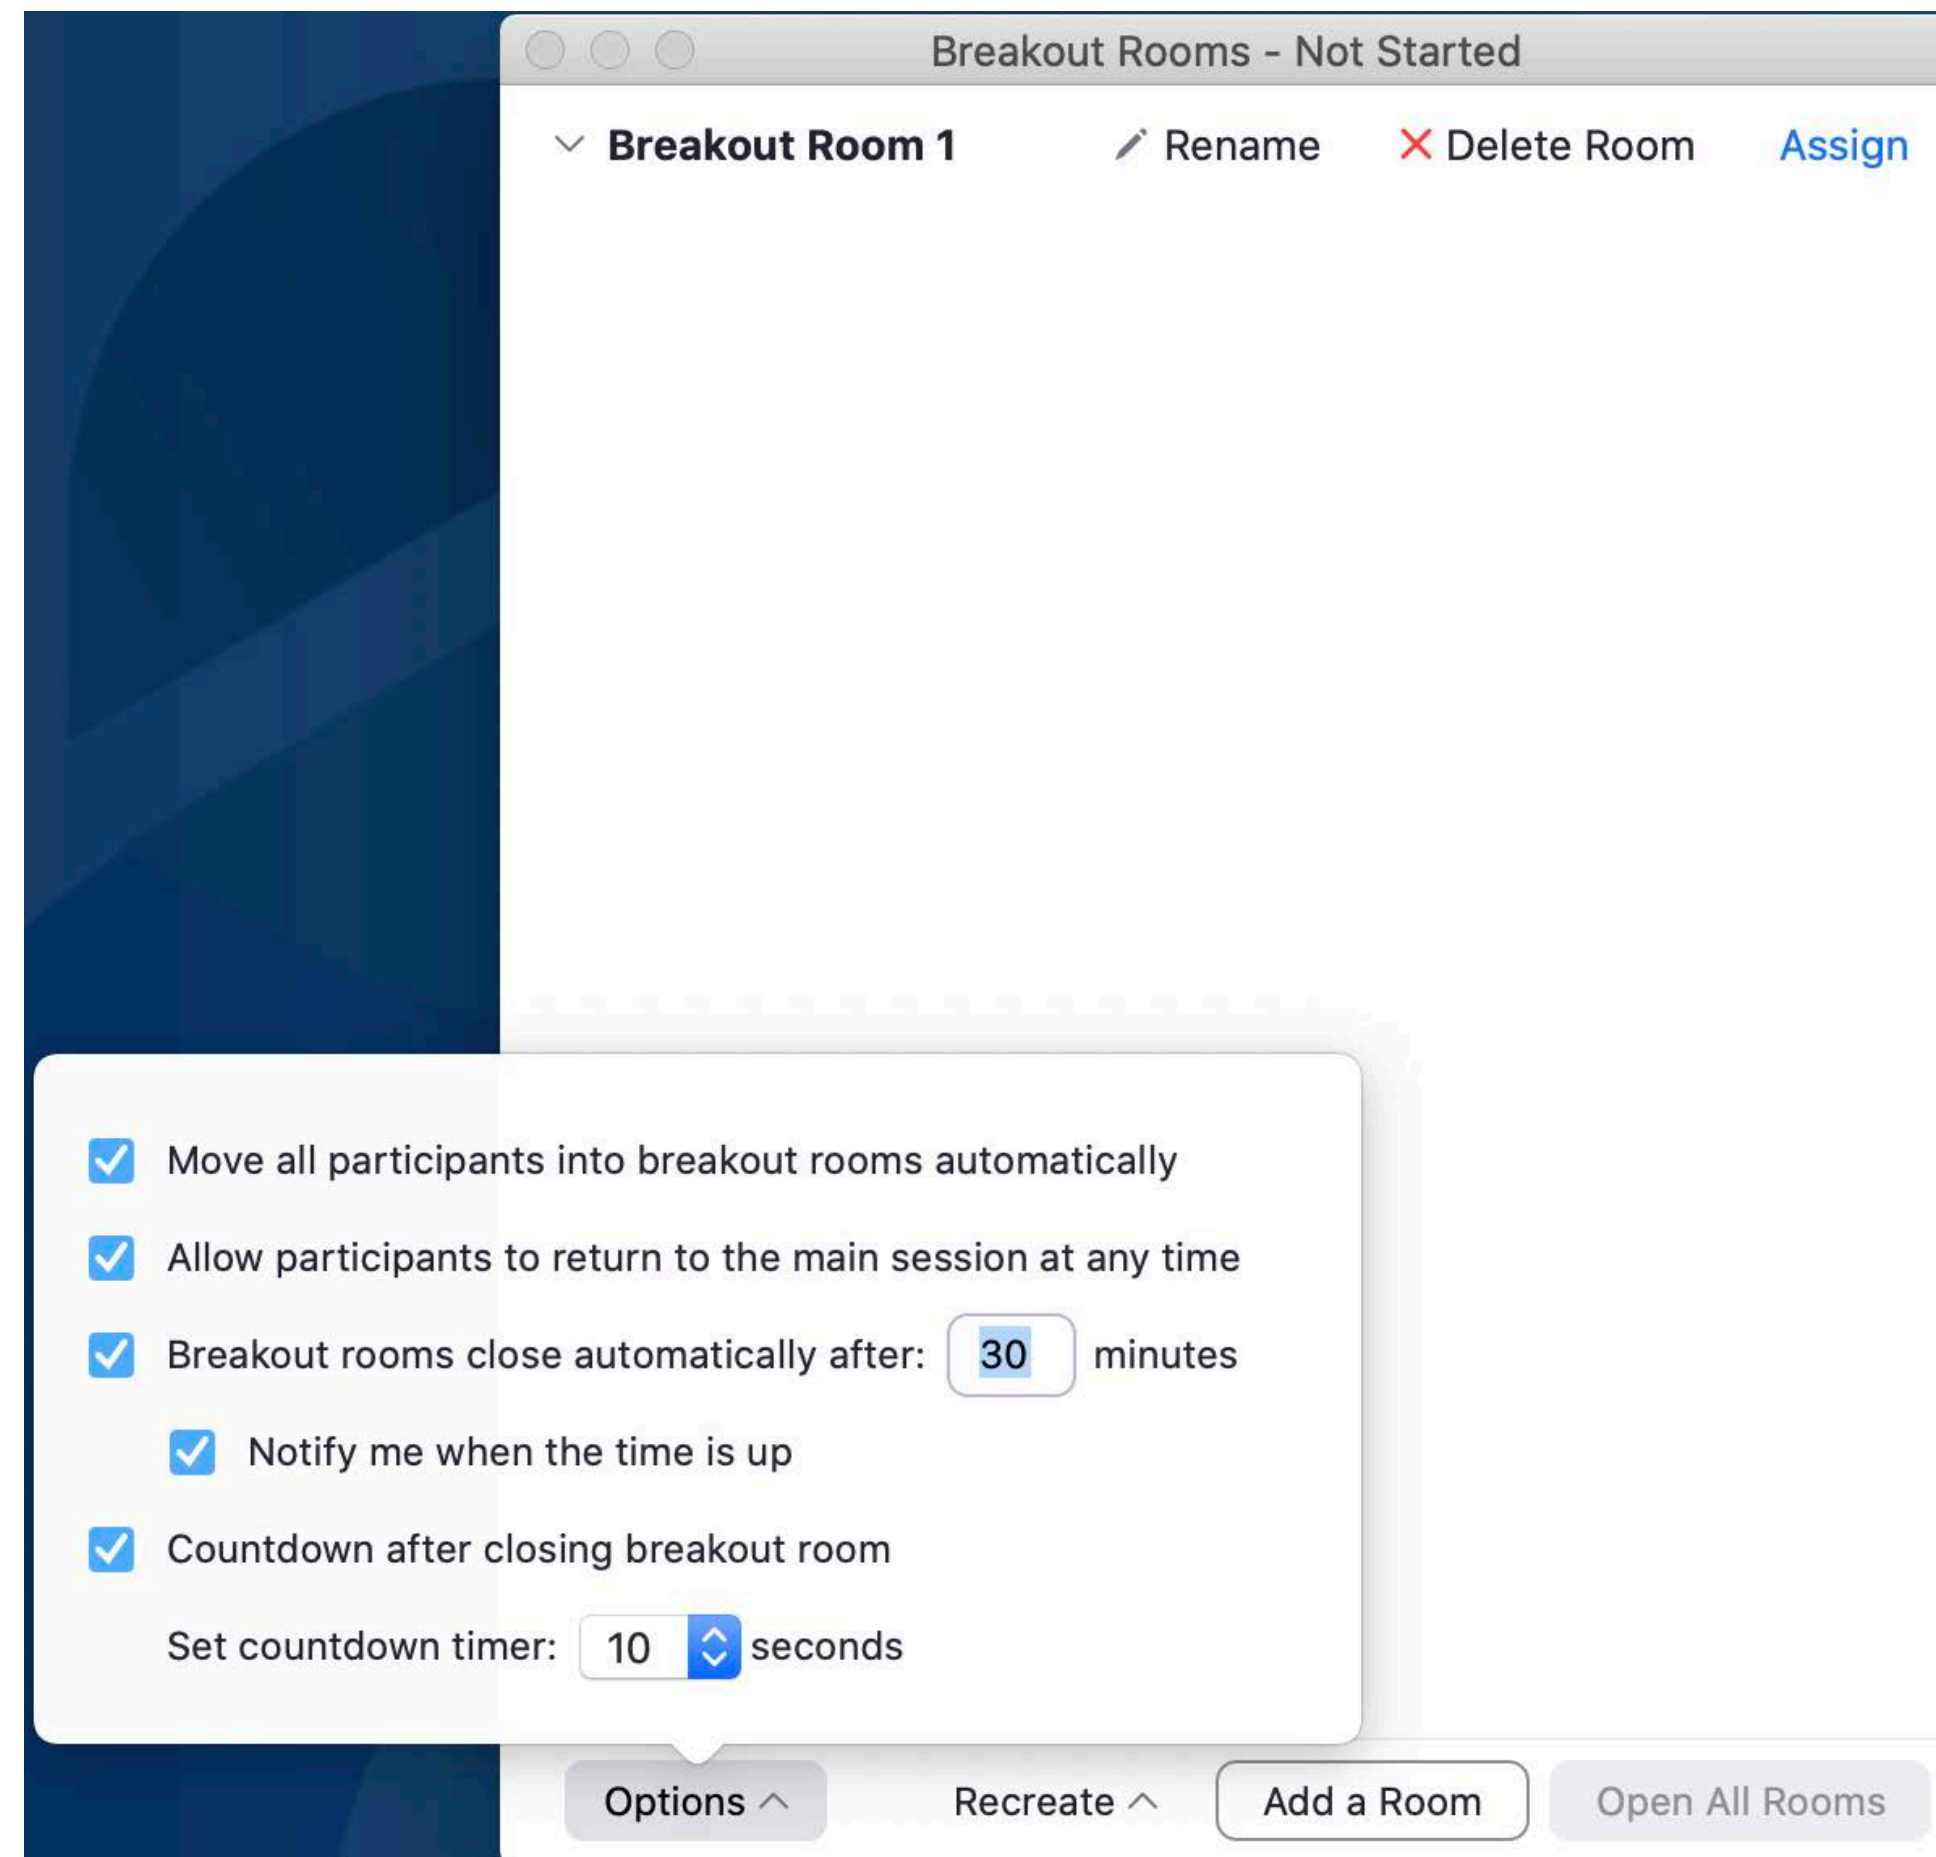 Breakout Rooms - Not Started
Breakout Room 1 Rename Delete Room Assign
Move all participants into breakout rooms automatically
Allow participants to return to the main session at any time
Breakout rooms close automatically after: 30 minutes
Notify me when the time is up
Countdown after closing breakout room
Set countdown timer: 10 seconds
Options Recreate Add a Room Open All Rooms